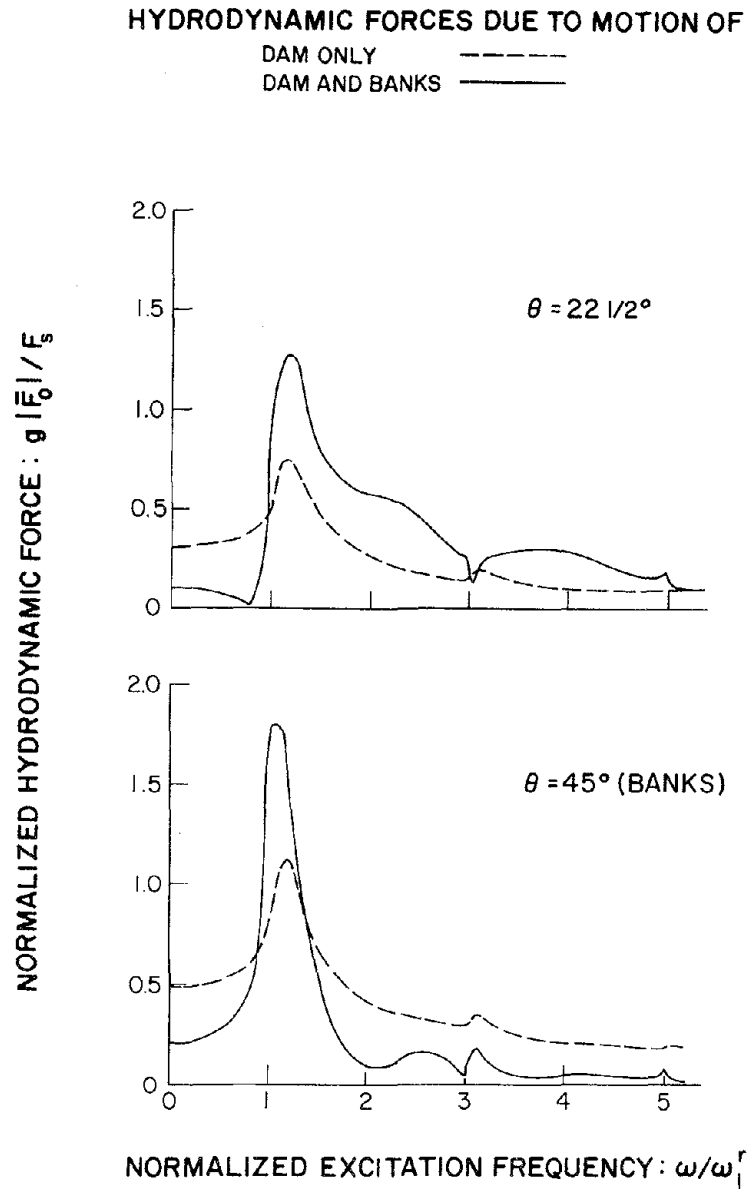 HYDRODYNAMIC FORCES DUE TO MOTION OF
DAM ONLY
DAM AND BANKS
NORMALIZED HYDRODYNAMIC FORCE: g |F̄₀| / Fₛ
2.0
1.5
θ = 22 1/2°
1.0
0.5
0
2.0
1.5
θ = 45° (BANKS)
1.0
0.5
0
0 1 2 3 4 5
NORMALIZED EXCITATION FREQUENCY: ω/ω₁ʳ